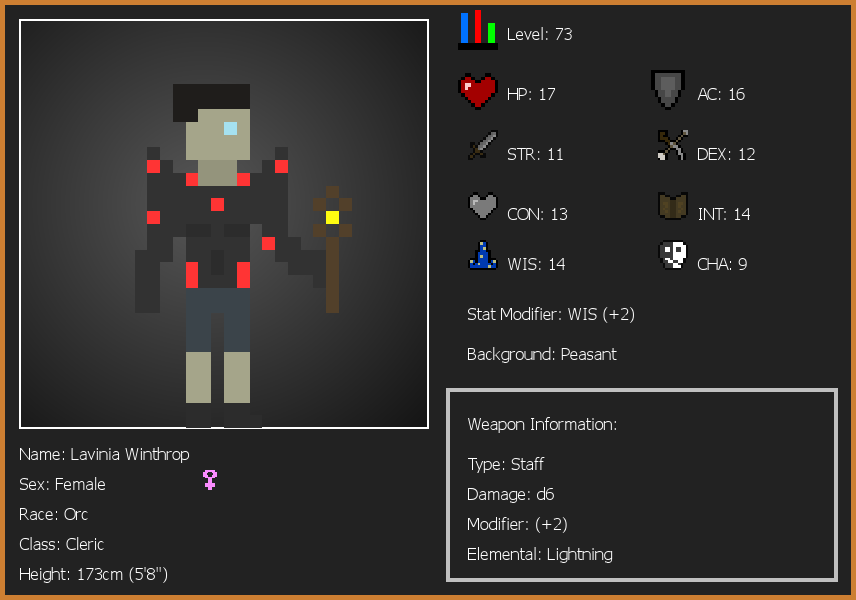 Level: 73
HP: 17
AC: 16
STR: 11
DEX: 12
CON: 13
INT: 14
WIS: 14
CHA: 9
Stat Modifier: WIS (+2)
Background: Peasant
Weapon Information:
Type: Staff
Damage: d6
Modifier: (+2)
Elemental: Lightning
Name: Lavinia Winthrop
Sex: Female
Race: Orc
Class: Cleric
Height: 173cm (5'8")